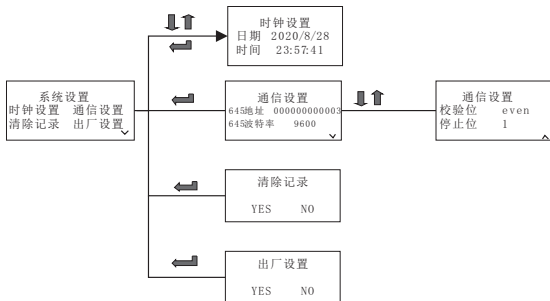 时钟设置
日期 2020/8/28
时间 23:57:41
系统设置
时钟设置 通信设置
清除记录 出厂设置
通信设置
645地址 000000000003
645波特率 9600
通信设置
校验位 even
停止位 1
清除记录
YES NO
出厂设置
YES NO